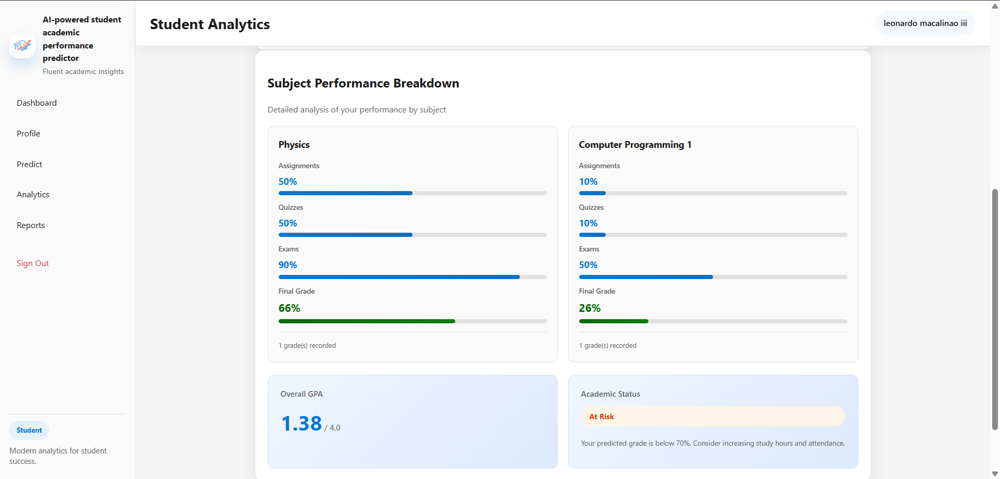 AI-powered student
academic
performance
predictor
Fluent academic insights
Dashboard
Profile
Predict
Analytics
Reports
Sign Out
Student
Modern analytics for student
success.
Student Analytics
leonardo macalinao iii
Subject Performance Breakdown
Detailed analysis of your performance by subject
Physics
Assignments
50%
Quizzes
50%
Exams
90%
Final Grade
66%
1 grade(s) recorded
Computer Programming 1
Assignments
10%
Quizzes
10%
Exams
50%
Final Grade
26%
1 grade(s) recorded
Overall GPA
1.38 / 4.0
Academic Status
At Risk
Your predicted grade is below 70%. Consider increasing study hours and attendance.